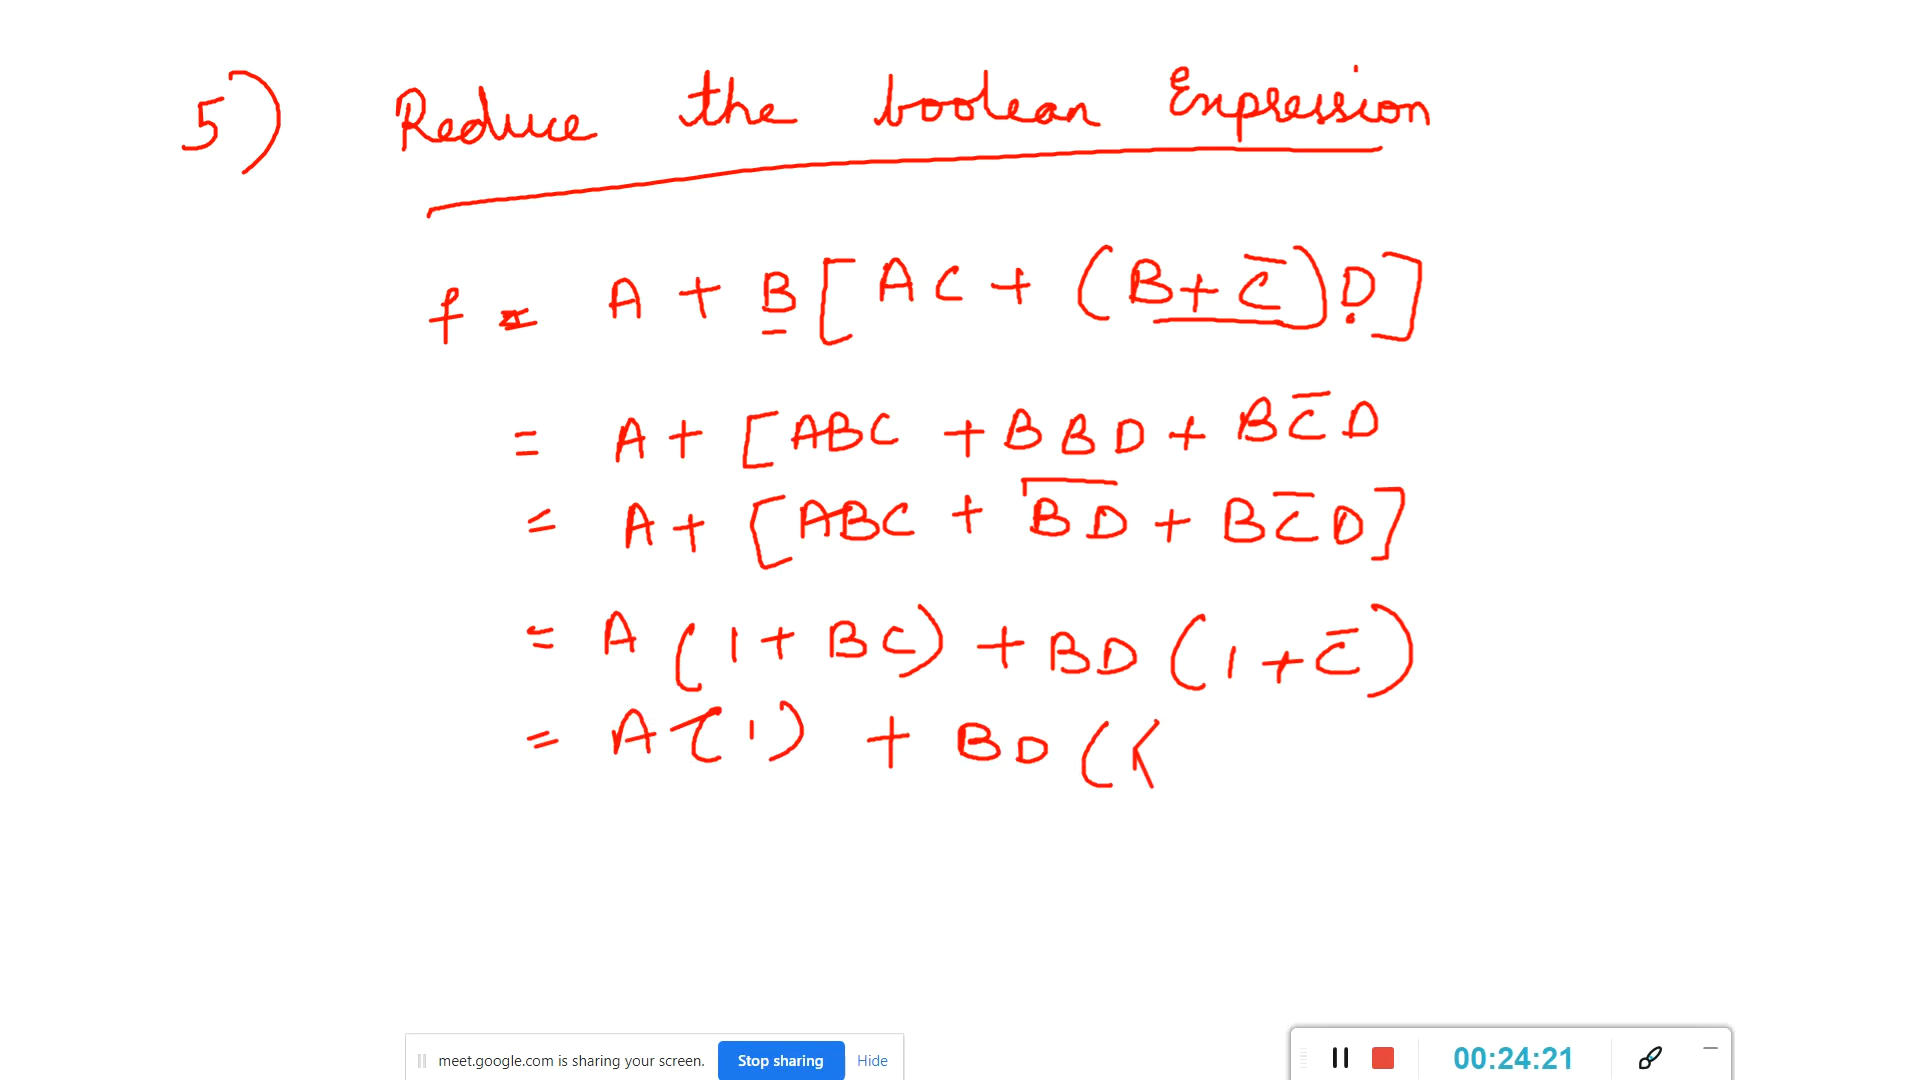 5) Reduce the boolean Expression
f = A + B [ AC + (B + C̅) D ]
= A + [ ABC + BBD + BC̅D
= A + [ ABC + BD + BC̅D ]
= A (1 + BC) + BD (1 + C̅)
= A (1) + BD (
meet.google.com is sharing your screen. Stop sharing Hide
00:24:21